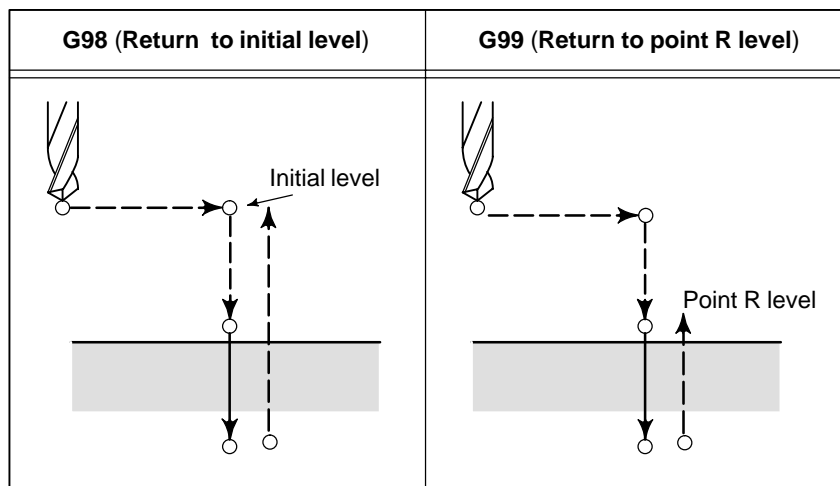 G98 (Return to initial level)
G99 (Return to point R level)
Initial level
Point R level